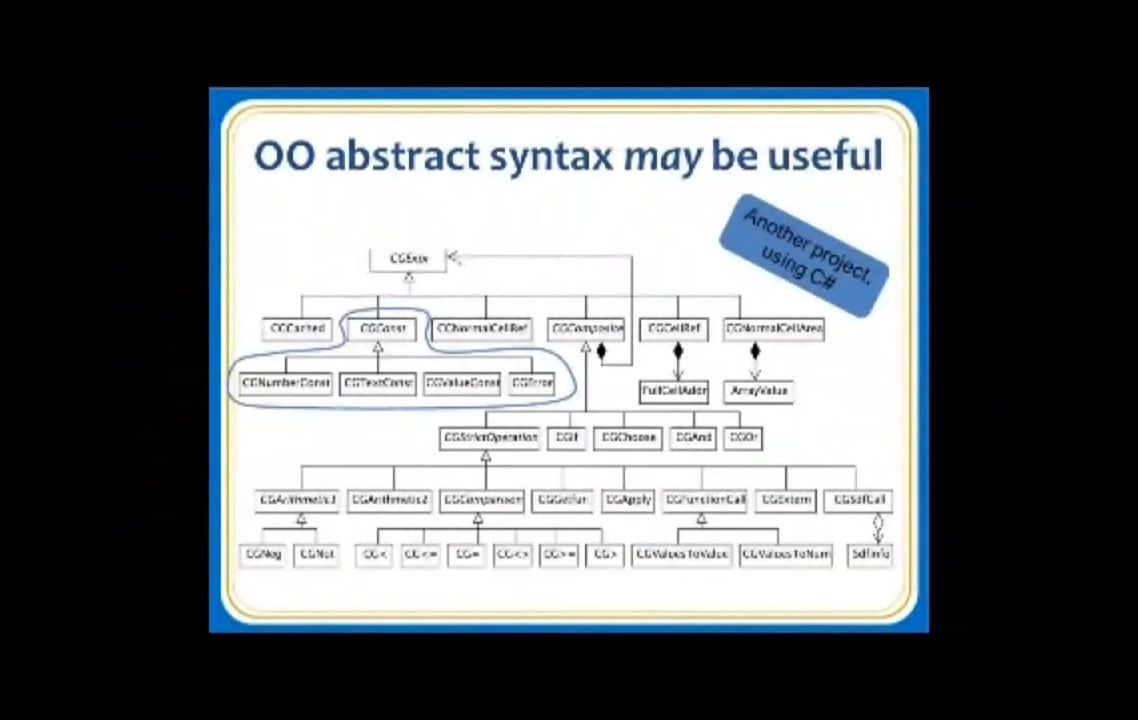 OO abstract syntax may be useful
Another project,
using C#
CGExpr
CGCached CGConst CGNormalCellRef CGComposite CGCellRef CGNormalCellArea
CGNumberConst CGTextConst CGValueConst CGError FullCellAddr ArrayValue
CGStrictOperation CGIf CGChoose CGAnd CGOr
CGArithmetic1 CGArithmetic2 CGComparison CGGetfun CGApply CGFunctionCall CGExtern CGSdfCall
CGNeg CGNot CG< CG<= CG= CG<> CG>= CG> CGValuesToValue CGValuesToNum SdfInfo